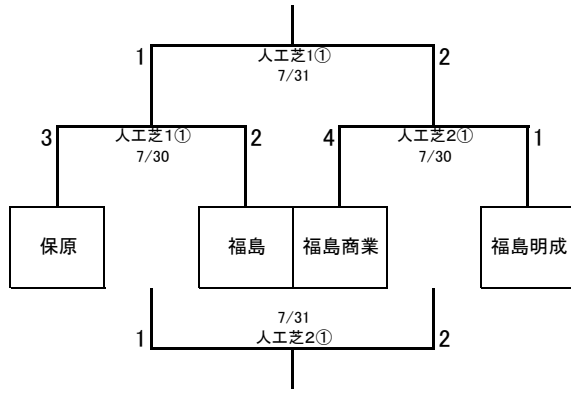 1 人工芝1① 2
7/31
3 人工芝1① 2 4 人工芝2① 1
7/30 7/30
保原 福島 福島商業 福島明成
7/31
1 人工芝2① 2